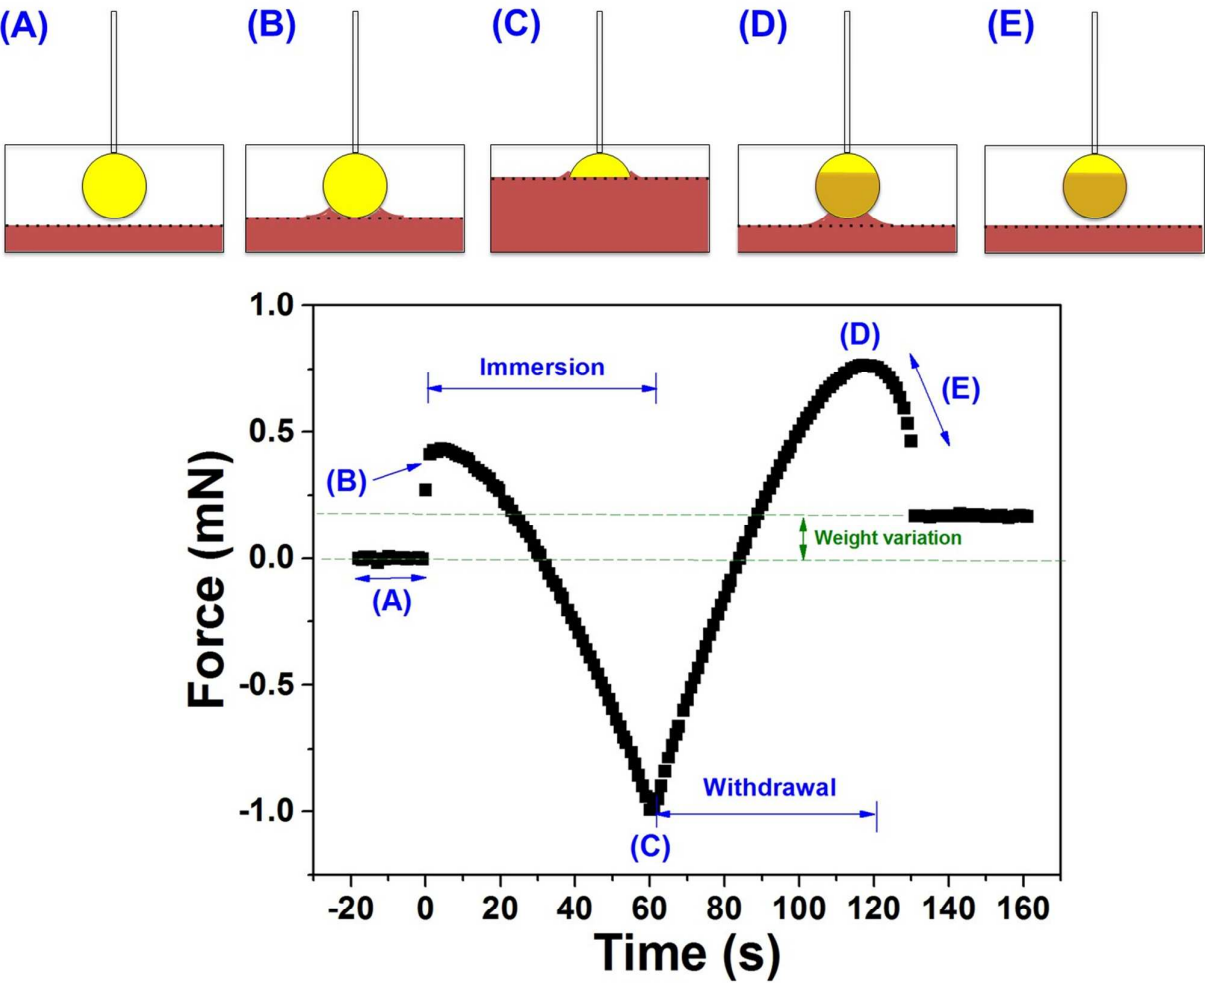 (A) (B) (C) (D) (E)
1.0
(D)
Immersion
(E)
0.5
(B)
Weight variation
0.0
(A)
Force (mN)
-0.5
Withdrawal
-1.0
(C)
-20 0 20 40 60 80 100 120 140 160
Time (s)